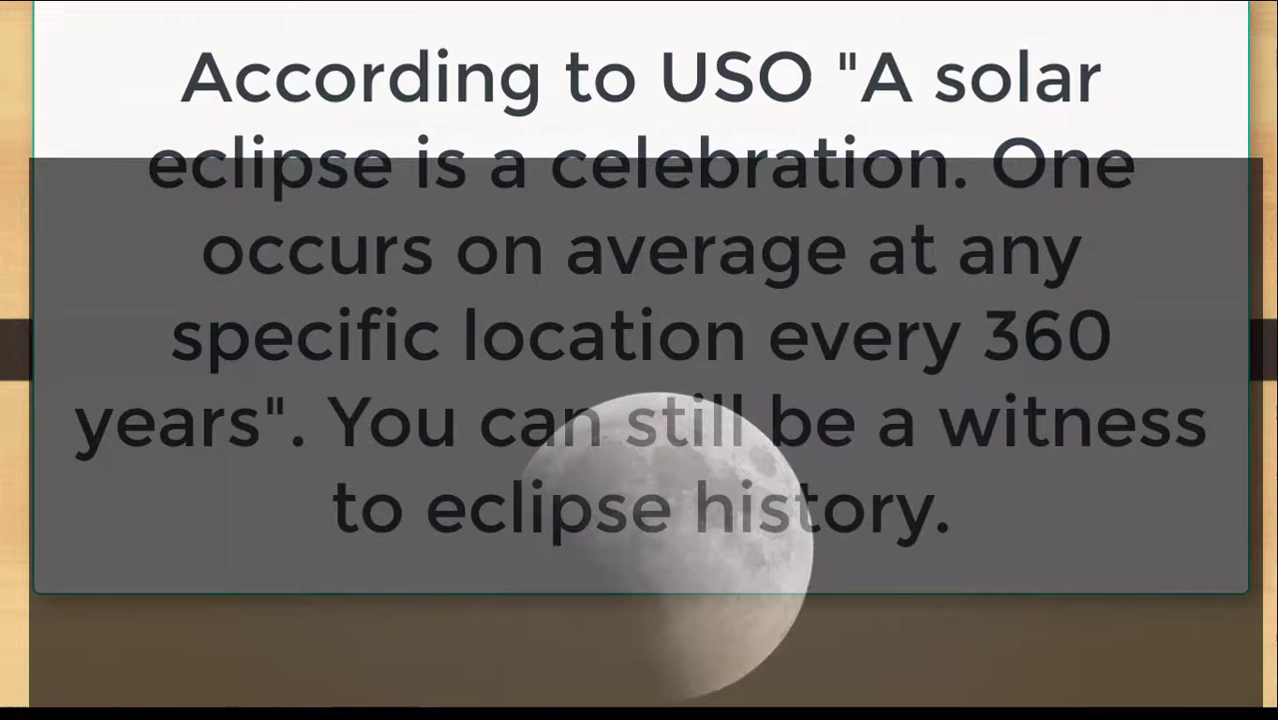 According to USO "A solar
eclipse is a celebration. One
occurs on average at any
specific location every 360
years". You can still be a witness
to eclipse history.